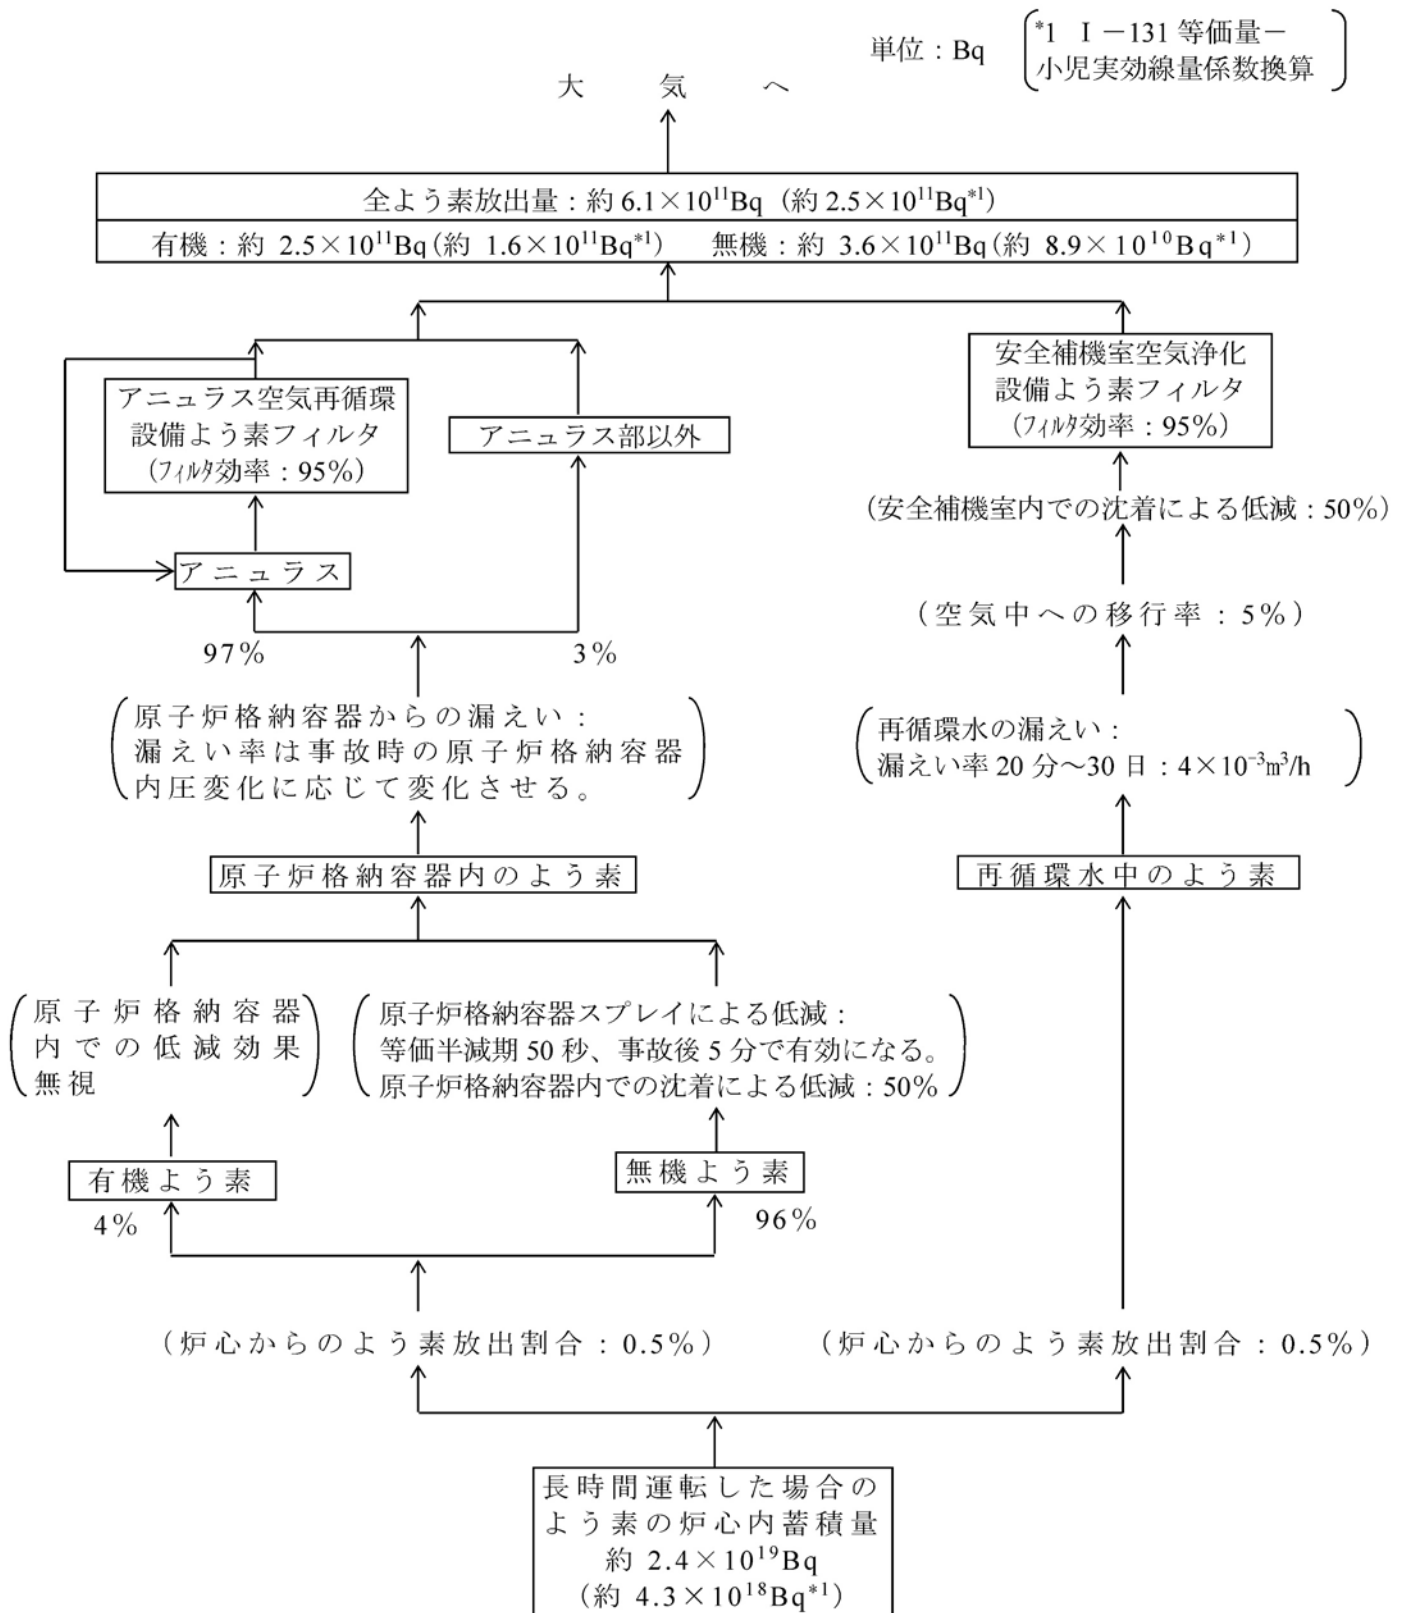 単位：Bq
*1 Ｉ－131 等価量－
小児実効線量係数換算
大気へ
全よう素放出量：約 6.1×10¹¹Bq (約 2.5×10¹¹Bq*¹)
有機：約 2.5×10¹¹Bq(約 1.6×10¹¹Bq*¹) 無機：約 3.6×10¹¹Bq(約 8.9×10¹⁰Bq*¹)
アニュラス空気再循環
設備よう素フィルタ
(ﾌｨﾙﾀ効率：95%)
アニュラス部以外
安全補機室空気浄化
設備よう素フィルタ
(ﾌｨﾙﾀ効率：95%)
(安全補機室内での沈着による低減：50%)
アニュラス
(空気中への移行率：5%)
97%
3%
原子炉格納容器からの漏えい：
漏えい率は事故時の原子炉格納容器
内圧変化に応じて変化させる。
再循環水の漏えい：
漏えい率 20 分～30 日：4×10⁻³m³/h
原子炉格納容器内のよう素
再循環水中のよう素
原子炉格納容器
内での低減効果
無視
原子炉格納容器スプレイによる低減：
等価半減期 50 秒、事故後 5 分で有効になる。
原子炉格納容器内での沈着による低減：50%
有機よう素
無機よう素
4%
96%
(炉心からのよう素放出割合：0.5%)
(炉心からのよう素放出割合：0.5%)
長時間運転した場合の
よう素の炉心内蓄積量
約 2.4×10¹⁹Bq
(約 4.3×10¹⁸Bq*¹)